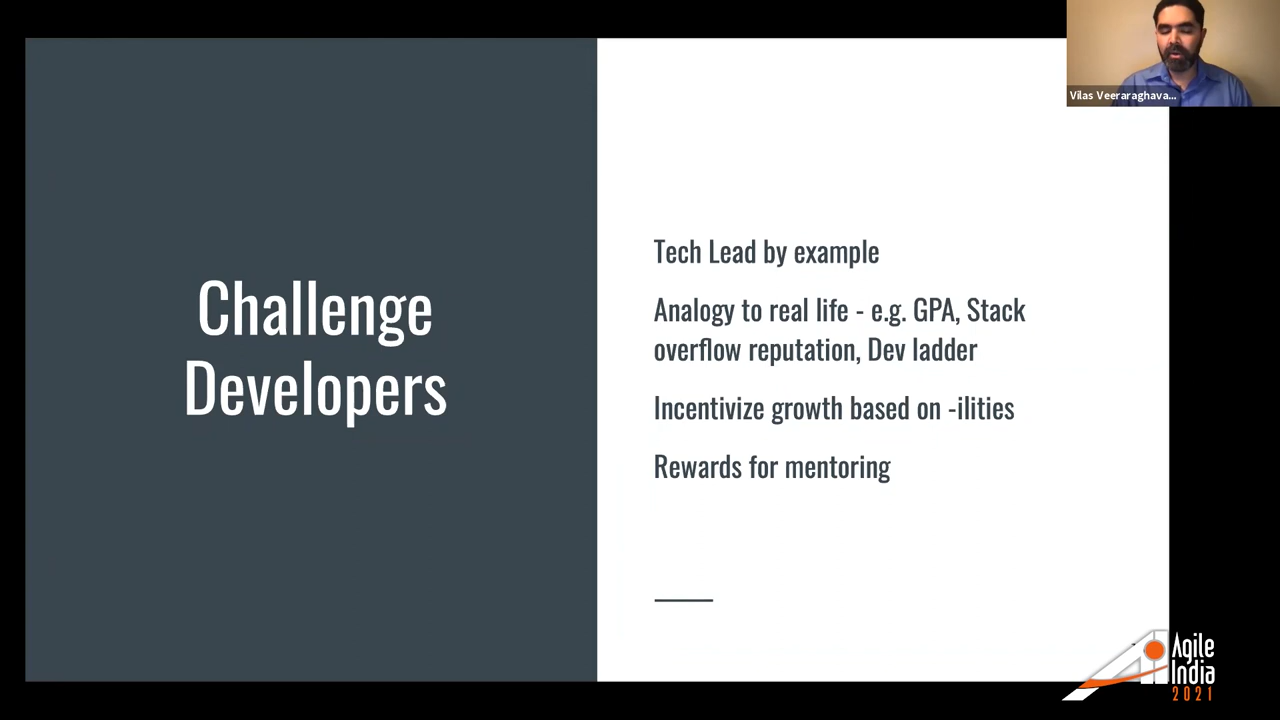 Vilas Veeraraghava...
Challenge
Developers
Tech Lead by example
Analogy to real life - e.g. GPA, Stack
overflow reputation, Dev ladder
Incentivize growth based on -ilities
Rewards for mentoring
Agile
India
2021